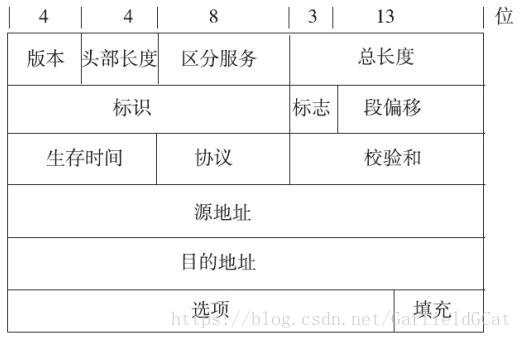 4 4 8 3 13 位
版本 头部长度 区分服务 总长度
标识 标志 段偏移
生存时间 协议 校验和
源地址
目的地址
选项 填充
https://blog.csdn.net/GarfieldGCat